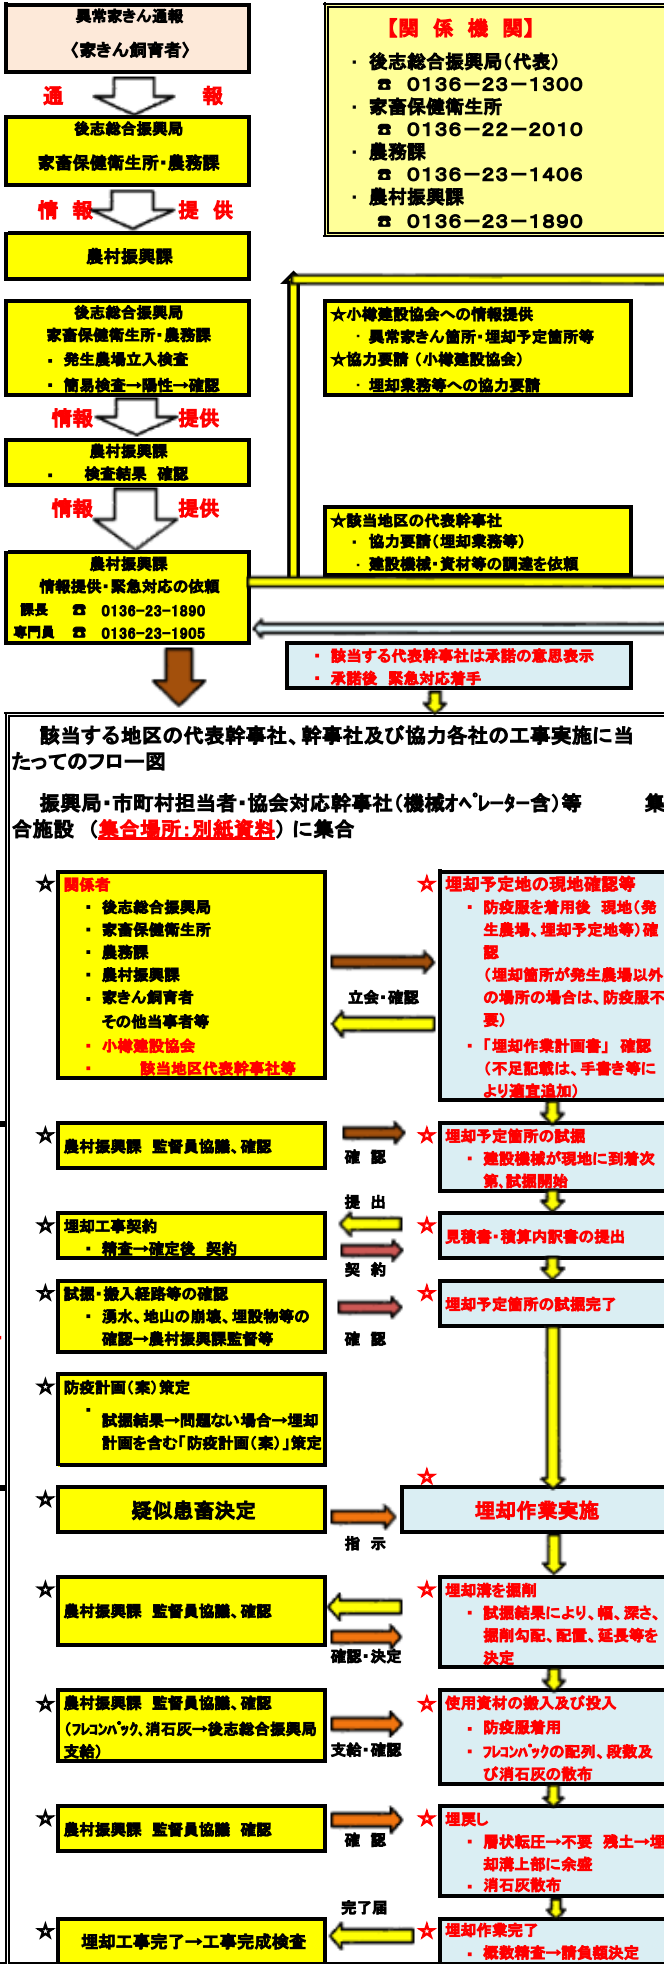 異常家きん通報
〈家きん飼育者〉
通 報
後志総合振興局
家畜保健衛生所・農務課
情 報 提 供
農村振興課
後志総合振興局
家畜保健衛生所・農務課
・ 発生農場立入検査
・ 簡易検査→陽性→確認
情報 提供
農村振興課
・ 検査結果 確認
情報 提供
農村振興課
情報提供・緊急対応の依頼
課長 ☎ 0136-23-1890
専門員 ☎ 0136-23-1905
【関 係 機 関】
・ 後志総合振興局(代表)
☎ 0136-23-1300
・ 家畜保健衛生所
☎ 0136-22-2010
・ 農務課
☎ 0136-23-1406
・ 農村振興課
☎ 0136-23-1890
☆小樽建設協会への情報提供
・ 異常家きん箇所・埋却予定箇所等
☆協力要請(小樽建設協会)
・ 埋却業務等への協力要請
☆該当地区の代表幹事社
・ 協力要請(埋却業務等)
・ 建設機械・資材等の調達を依頼
・ 該当する代表幹事社は承諾の意思表示
・ 承諾後 緊急対応着手
該当する地区の代表幹事社、幹事社及び協力各社の工事実施に当
たってのフロー図
振興局・市町村担当者・協会対応幹事社(機械オペレーター含)等 集
合施設 (集合場所:別紙資料) に集合
☆ 関係者
・ 後志総合振興局
・ 家畜保健衛生所
・ 農務課
・ 農村振興課
・ 家きん飼育者
その他当事者等
・ 小樽建設協会
・ 該当地区代表幹事社等
立会・確認
☆ 埋却予定地の現地確認等
・ 防疫服を着用後 現地(発
生農場、埋却予定地等)確
認
(埋却箇所が発生農場以外
の場所の場合は、防疫服不
要)
・ 「埋却作業計画書」 確認
(不足記載は、手書き等に
より適宜追加)
☆ 農村振興課 監督員協議、確認
確 認
☆ 埋却予定箇所の試掘
・ 建設機械が現地に到着次
第、試掘開始
☆ 埋却工事契約
・ 精査→確定後 契約
提 出
契 約
☆ 見積書・積算内訳書の提出
☆ 試掘・搬入経路等の確認
・ 湧水、地山の崩壊、埋設物等の
確認→農村振興課監督等
確 認
☆ 埋却予定箇所の試掘完了
☆ 防疫計画(案)策定
・
試掘結果→問題ない場合→埋却
計画を含む「防疫計画(案)」策定
☆ 疑似患畜決定
指 示
☆ 埋却作業実施
☆ 農村振興課 監督員協議、確認
確認・決定
☆ 埋却溝を掘削
・ 試掘結果により、幅、深さ、
掘削勾配、配置、延長等を
決定
☆ 農村振興課 監督員協議、確認
(フレコンバック、消石灰→後志総合振興局
支給)
支給・確認
☆ 使用資材の搬入及び投入
・ 防疫服着用
・ フレコンバックの配列、段数及
び消石灰の散布
☆ 農村振興課 監督員協議 確認
確 認
☆ 埋戻し
・ 層状転圧→不要 残土→埋
却溝上部に余盛
・ 消石灰散布
☆ 埋却工事完了→工事完成検査
完了届
☆ 埋却作業完了
・ 概数精査→請負額決定